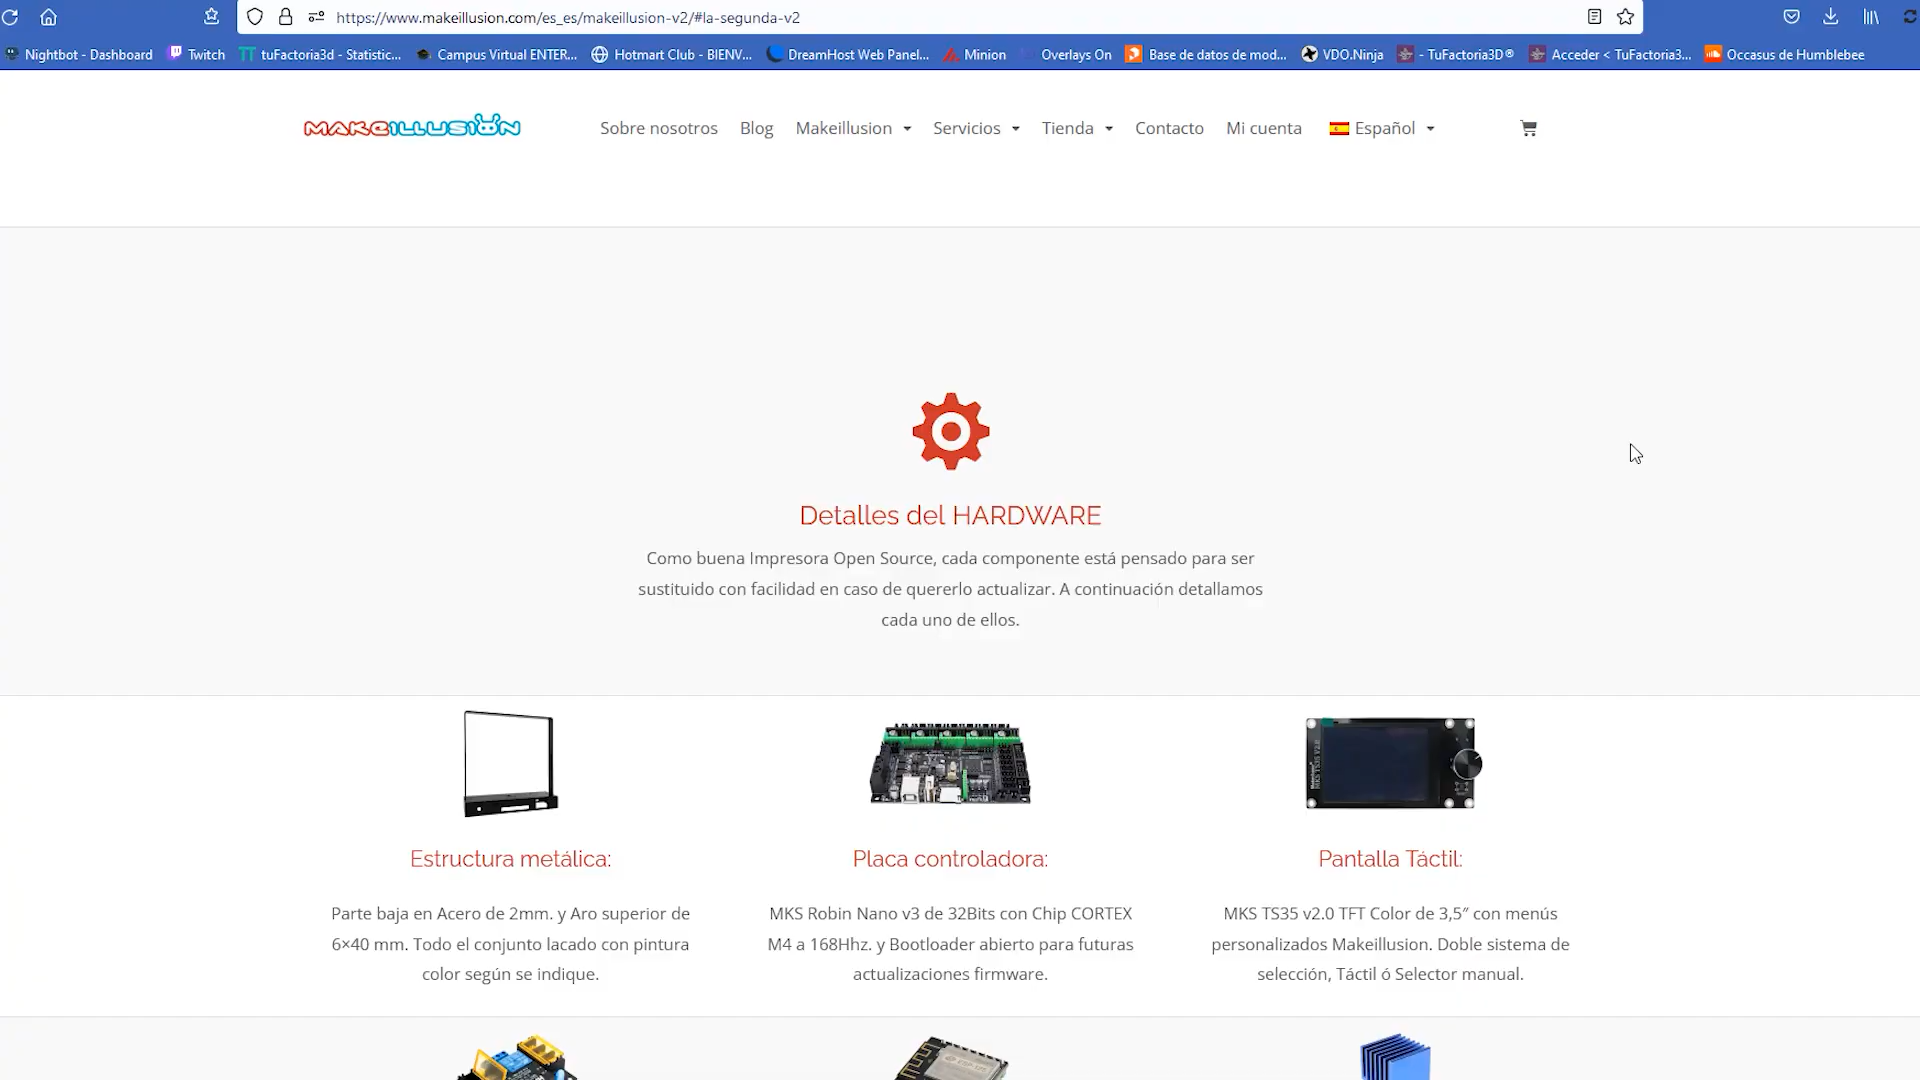 https://www.makeillusion.com/es_es/makeillusion-v2/#la-segunda-v2
Nightbot - Dashboard
Twitch
tuFactoria3d - Statistic...
Campus Virtual ENTER...
Hotmart Club - BIENV...
DreamHost Web Panel...
Minion
Overlays On
Base de datos de mod...
VDO.Ninja
- TuFactoria3D®
Acceder < TuFactoria3...
Occasus de Humblebee
MAKEILLUSION
Sobre nosotros
Blog
Makeillusion
Servicios
Tienda
Contacto
Mi cuenta
Español
Detalles del HARDWARE
Como buena Impresora Open Source, cada componente está pensado para ser
sustituido con facilidad en caso de quererlo actualizar. A continuación detallamos
cada uno de ellos.
Estructura metálica:
Parte baja en Acero de 2mm. y Aro superior de
6×40 mm. Todo el conjunto lacado con pintura
color según se indique.
Placa controladora:
MKS Robin Nano v3 de 32Bits con Chip CORTEX
M4 a 168Hhz. y Bootloader abierto para futuras
actualizaciones firmware.
MKS TS35 V2.0
Pantalla Táctil:
MKS TS35 v2.0 TFT Color de 3,5″ con menús
personalizados Makeillusion. Doble sistema de
selección, Táctil ó Selector manual.